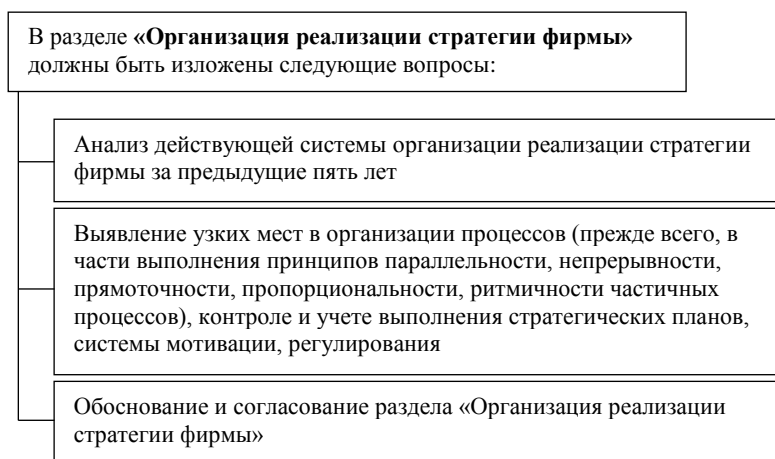 В разделе «Организация реализации стратегии фирмы»
должны быть изложены следующие вопросы:
Анализ действующей системы организации реализации стратегии
фирмы за предыдущие пять лет
Выявление узких мест в организации процессов (прежде всего, в
части выполнения принципов параллельности, непрерывности,
прямоточности, пропорциональности, ритмичности частичных
процессов), контроле и учете выполнения стратегических планов,
системы мотивации, регулирования
Обоснование и согласование раздела «Организация реализации
стратегии фирмы»